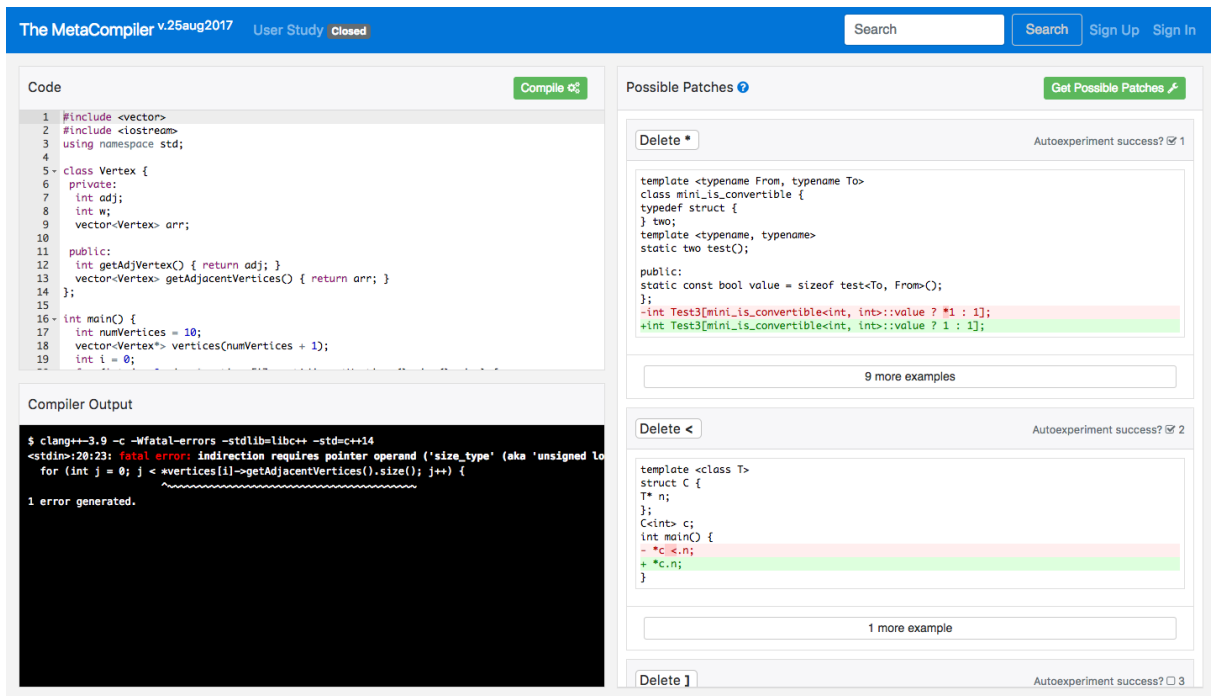 The MetaCompiler v.25aug2017 User Study Closed Search Search Sign Up Sign In
Code Compile
1 #include <vector>
2 #include <iostream>
3 using namespace std;
4
5 class Vertex {
6 private:
7 int adj;
8 int w;
9 vector<Vertex> arr;
10
11 public:
12 int getAdjVertex() { return adj; }
13 vector<Vertex> getAdjacentVertices() { return arr; }
14 };
15
16 int main() {
17 int numVertices = 10;
18 vector<Vertex*> vertices(numVertices + 1);
19 int i = 0;
Compiler Output
$ clang++-3.9 -c -Wfatal-errors -stdlib=libc++ -std=c++14
<stdin>:20:23: fatal error: indirection requires pointer operand ('size_type' (aka 'unsigned lo
for (int j = 0; j < *vertices[i]->getAdjacentVertices().size(); j++) {
^~~~~~~~~~~~~~~~~~~~~~~~~~~~~~~~~~~~~~~~~
1 error generated.
Possible Patches ? Get Possible Patches
Delete * Autoexperiment success? 1
template <typename From, typename To>
class mini_is_convertible {
typedef struct {
} two;
template <typename, typename>
static two test();
public:
static const bool value = sizeof test<To, From>();
};
-int Test3[mini_is_convertible<int, int>::value ? *1 : 1];
+int Test3[mini_is_convertible<int, int>::value ? 1 : 1];
9 more examples
Delete < Autoexperiment success? 2
template <class T>
struct C {
T* n;
};
C<int> c;
int main() {
- *c <.n;
+ *c.n;
}
1 more example
Delete ] Autoexperiment success? 3